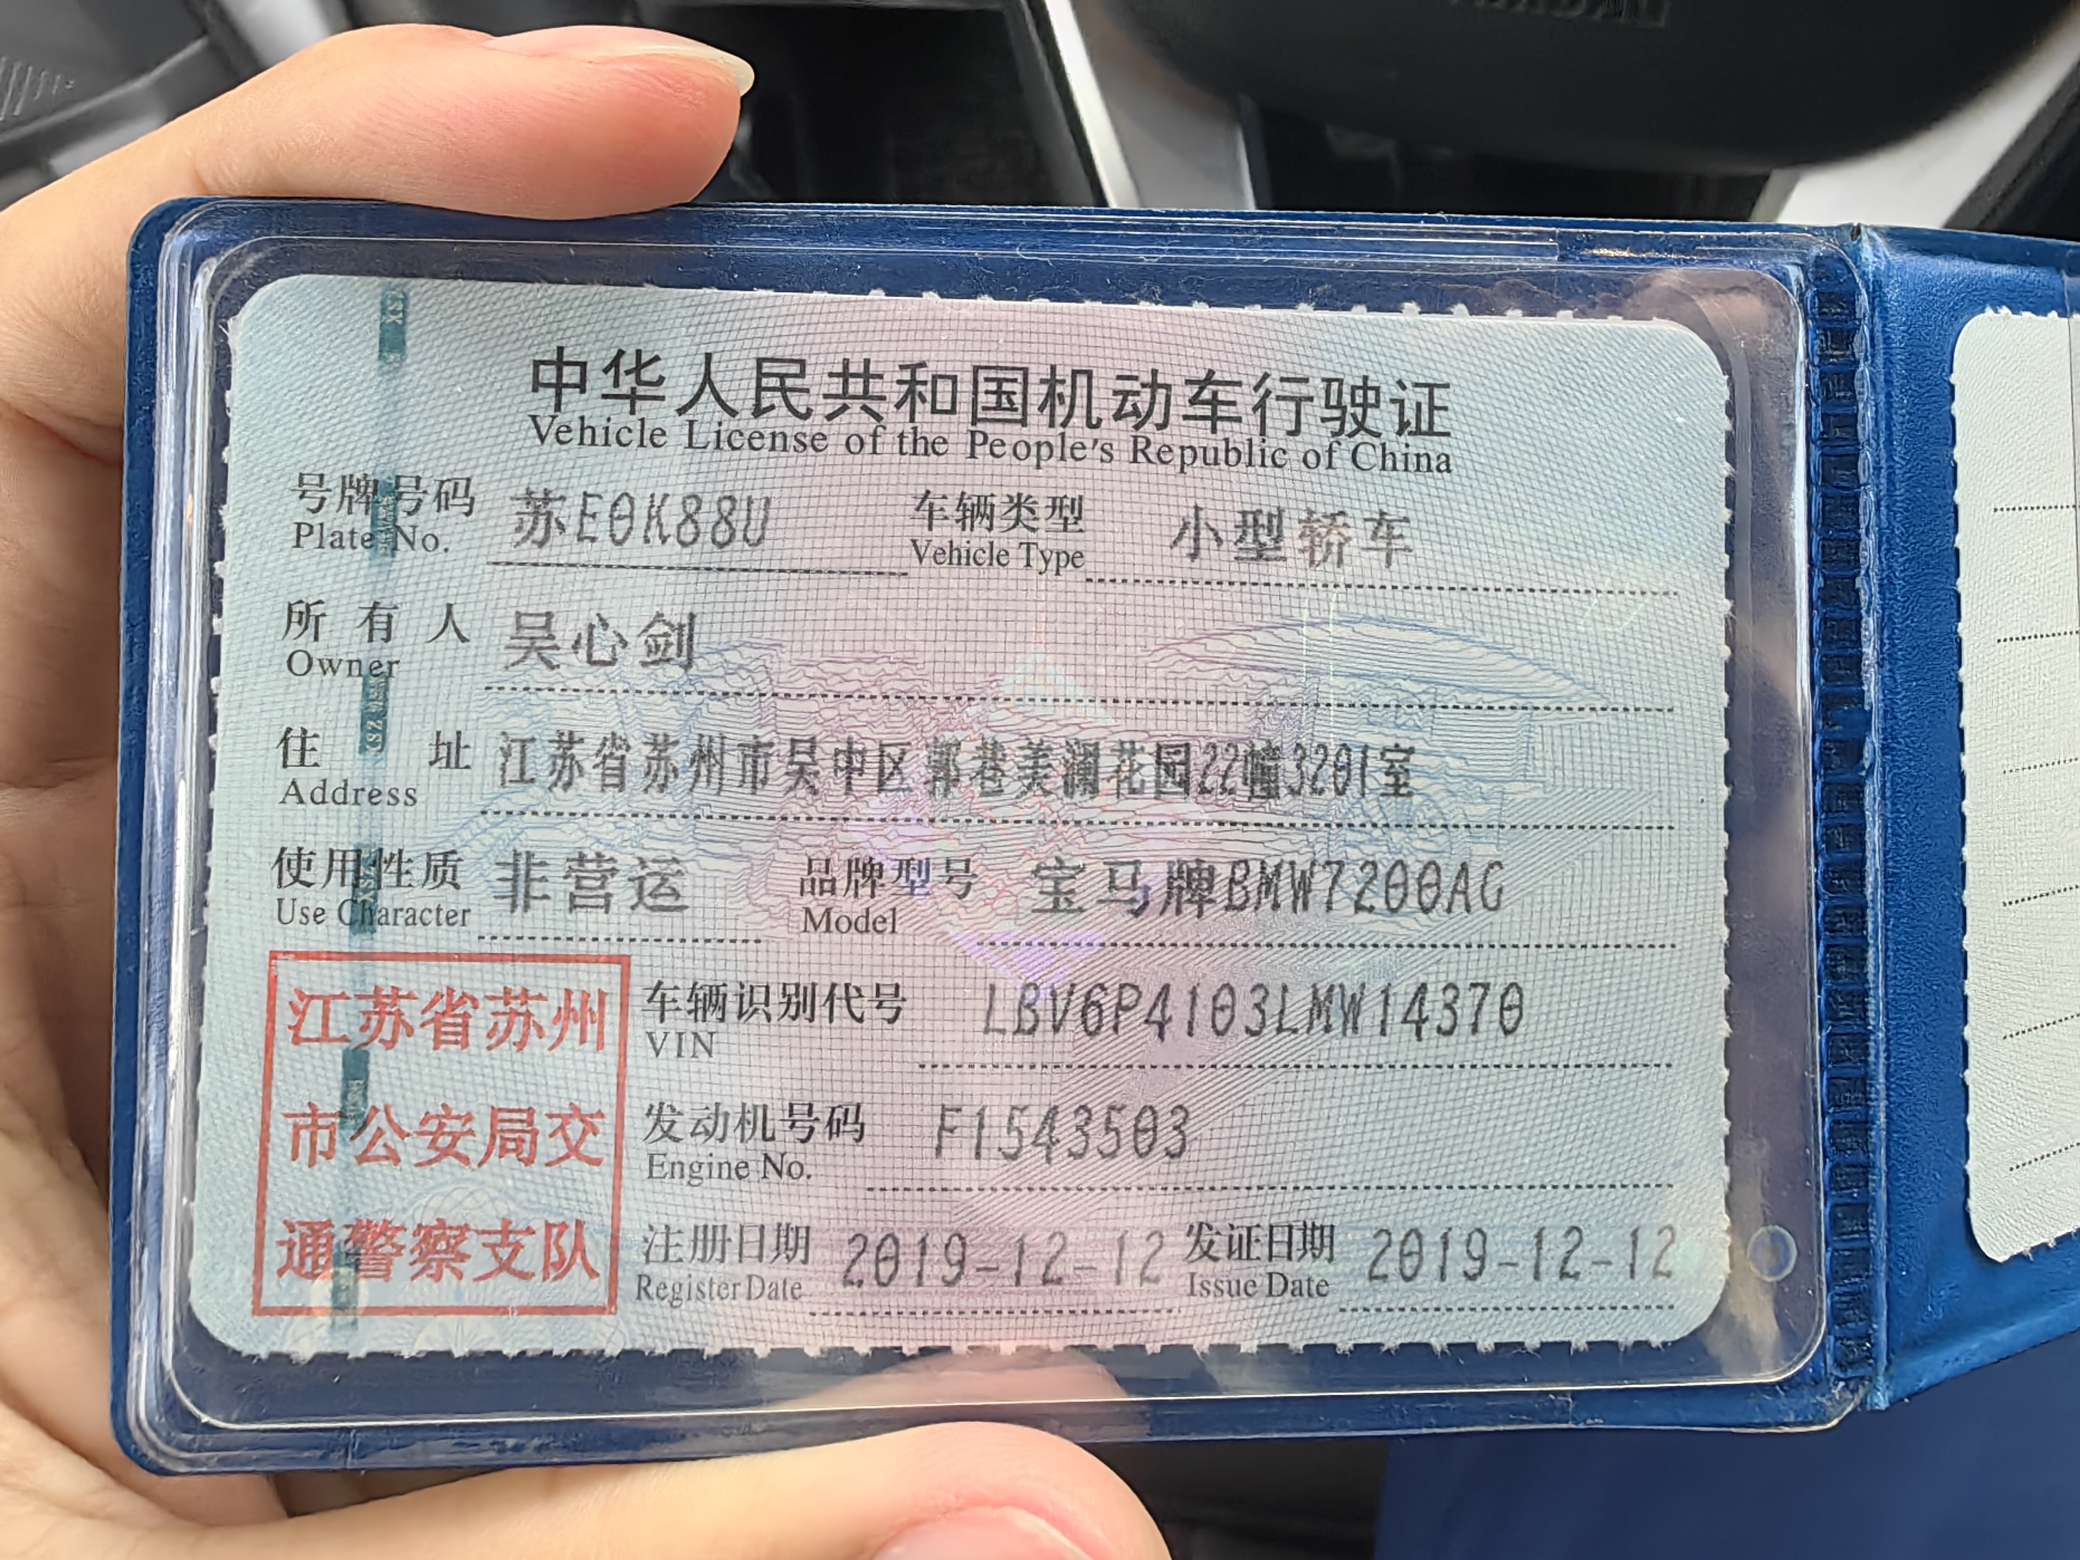 中华人民共和国机动车行驶证
Vehicle License of the People's Republic of China
号牌号码 苏E0K88U 车辆类型 小型轿车
Plate No. Vehicle Type
所有人 吴心剑
Owner
住址 江苏省苏州市吴中区郭巷美澜花园22幢3201室
Address
使用性质 非营运 品牌型号 宝马牌BMW7200AG
Use Character Model
江苏省苏州
市公安局交
通警察支队
车辆识别代号 LBV6P4103LMW14370
VIN
发动机号码 F1543503
Engine No.
注册日期 2019-12-12 发证日期 2019-12-12
Register Date Issue Date